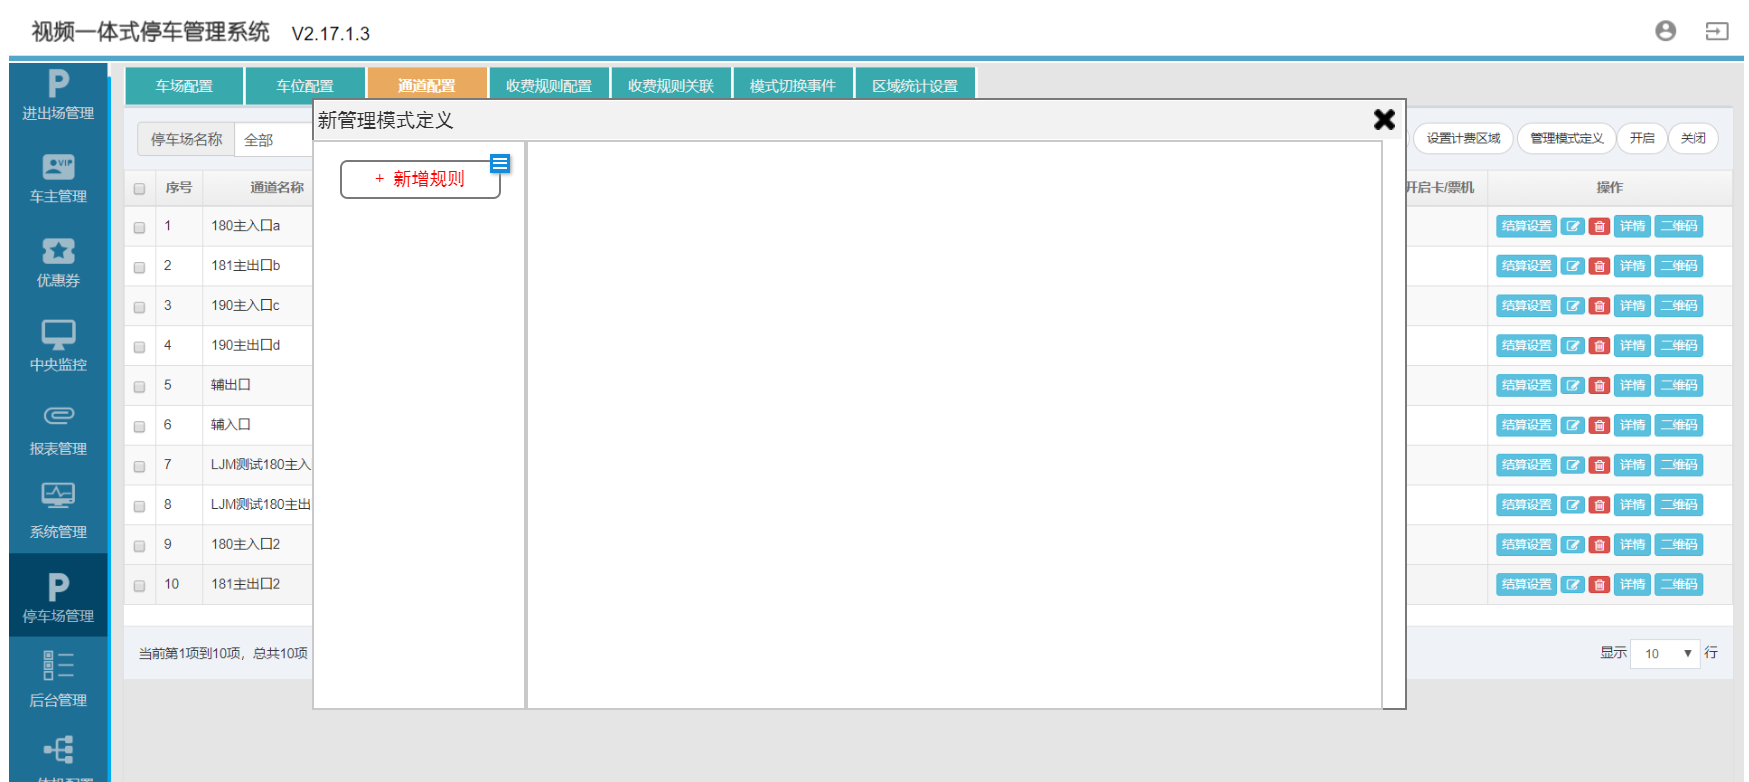 视频一体式停车管理系统 V2.17.1.3
进出场管理
VIP
车主管理
优惠券
中央监控
报表管理
系统管理
停车场管理
后台管理
车场配置 车位配置 通道配置 收费规则配置 收费规则关联 模式切换事件 区域统计设置
新管理模式定义
+ 新增规则
停车场名称 全部 设置计费区域 管理模式定义 开启 关闭
序号 通道名称 开启卡/票机 操作
1 180主入口a 结算设置 详情 二维码
2 181主出口b 结算设置 详情 二维码
3 190主入口c 结算设置 详情 二维码
4 190主出口d 结算设置 详情 二维码
5 辅出口 结算设置 详情 二维码
6 辅入口 结算设置 详情 二维码
7 LJM测试180主入 结算设置 详情 二维码
8 LJM测试180主出 结算设置 详情 二维码
9 180主入口2 结算设置 详情 二维码
10 181主出口2 结算设置 详情 二维码
当前第1项到10项，总共10项 显示 10 行